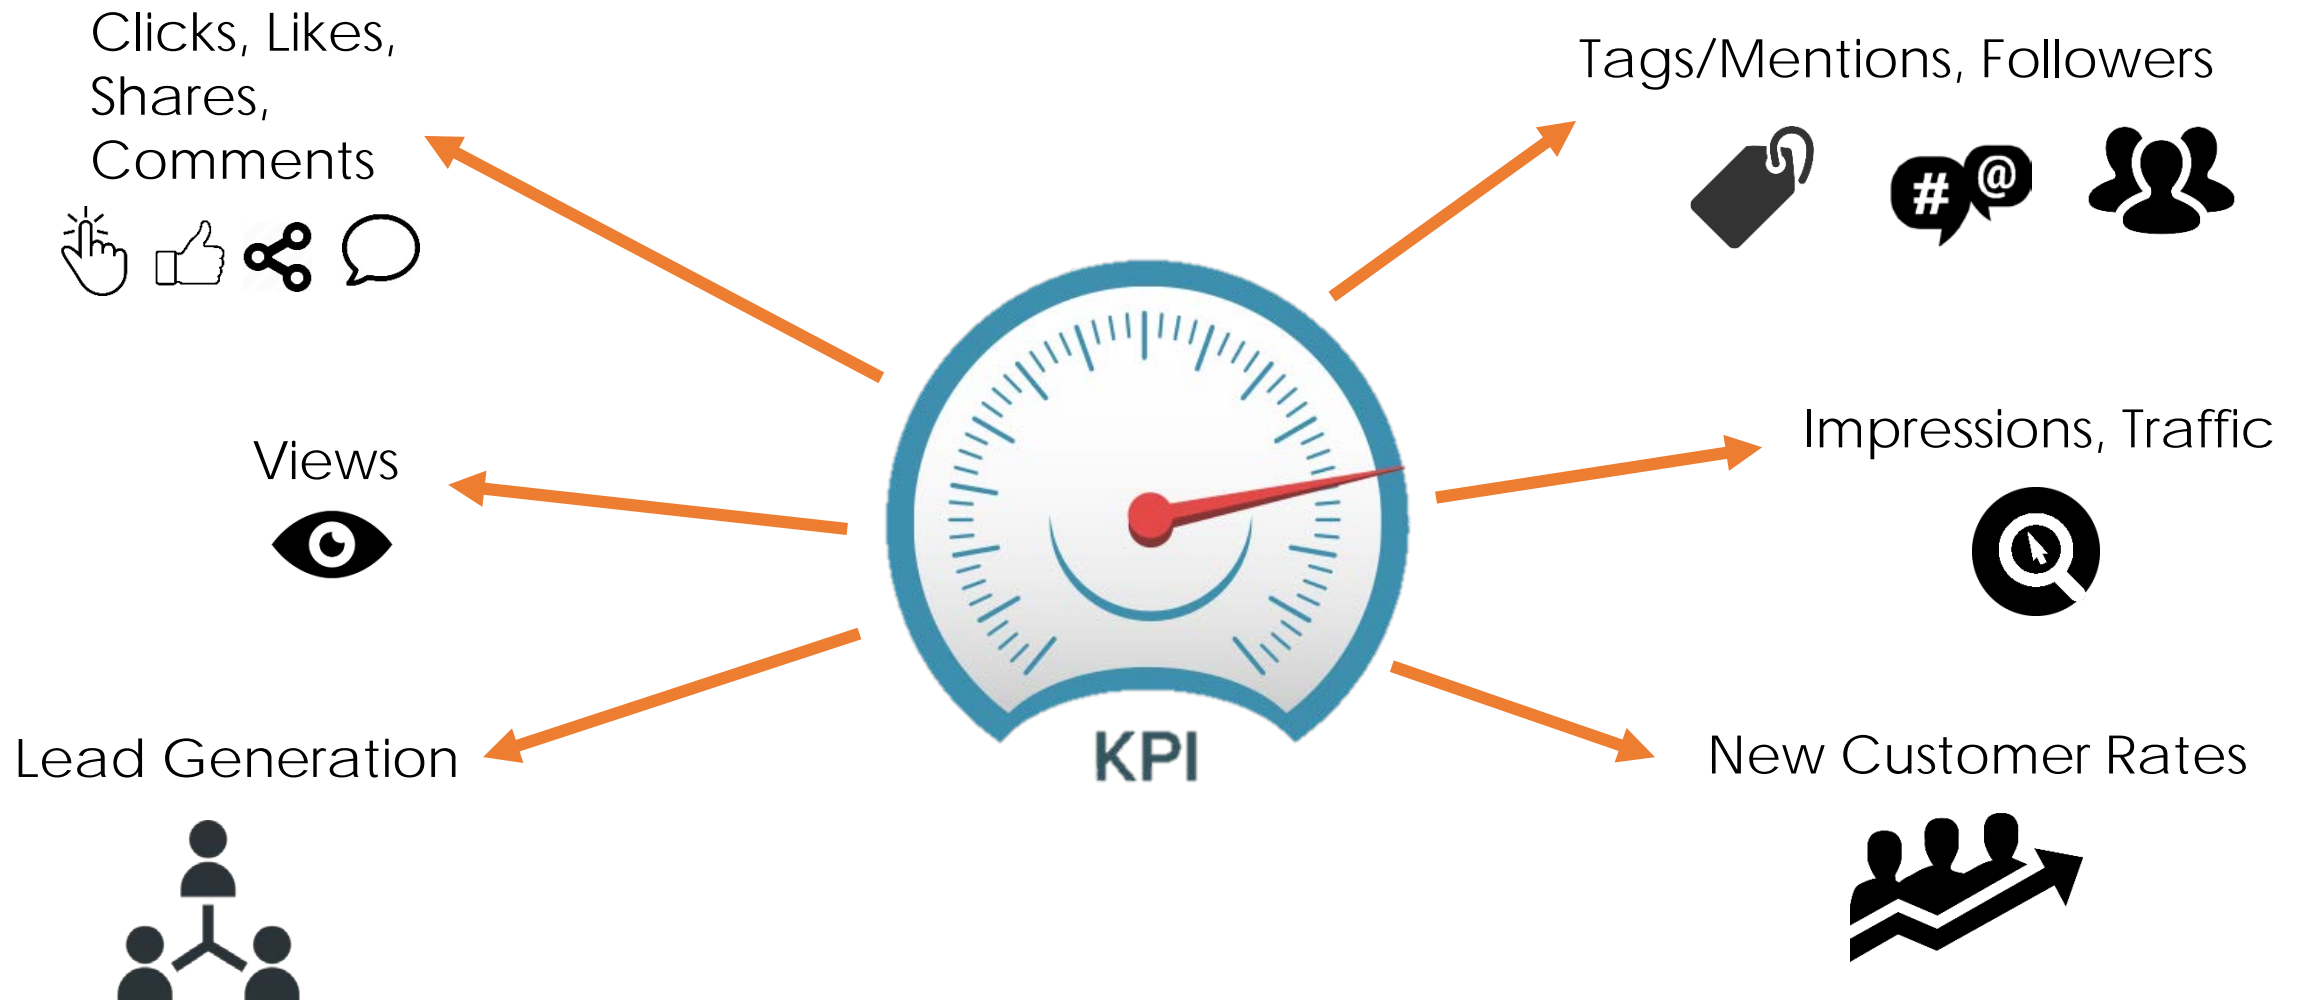 Clicks, Likes,
Shares,
Comments
Tags/Mentions, Followers
# @
Views
Impressions, Traffic
KPI
Lead Generation
New Customer Rates